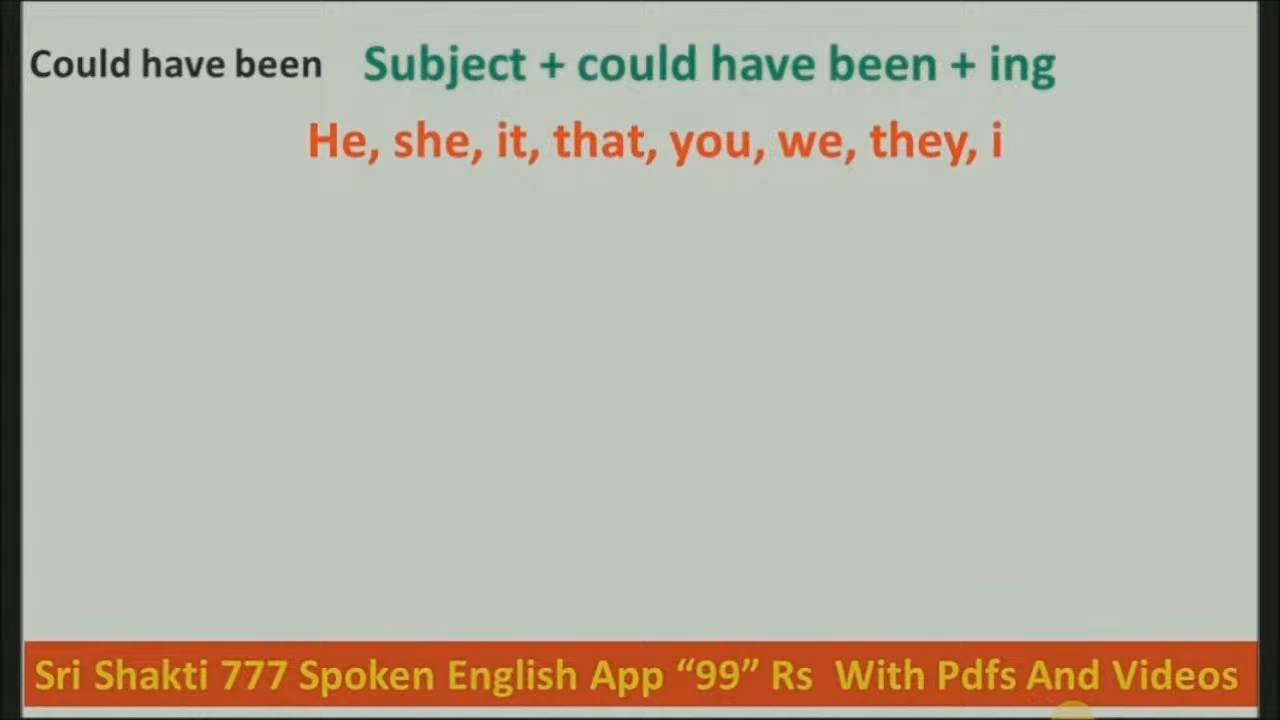 Could have been Subject + could have been + ing
He, she, it, that, you, we, they, i
Sri Shakti 777 Spoken English App “99” Rs With Pdfs And Videos